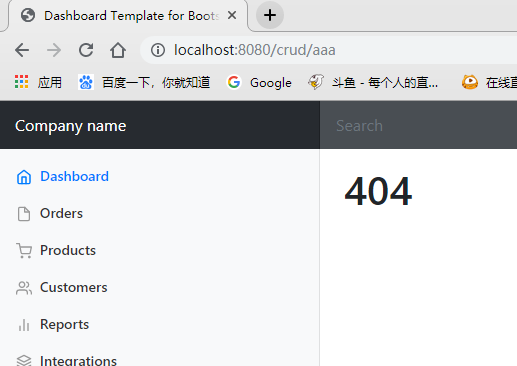 Dashboard Template for Boots
localhost:8080/crud/aaa
应用 百度一下，你就知道 Google 斗鱼 - 每个人的直... 在线直
Company name Search
404
Dashboard
Orders
Products
Customers
Reports
Integrations